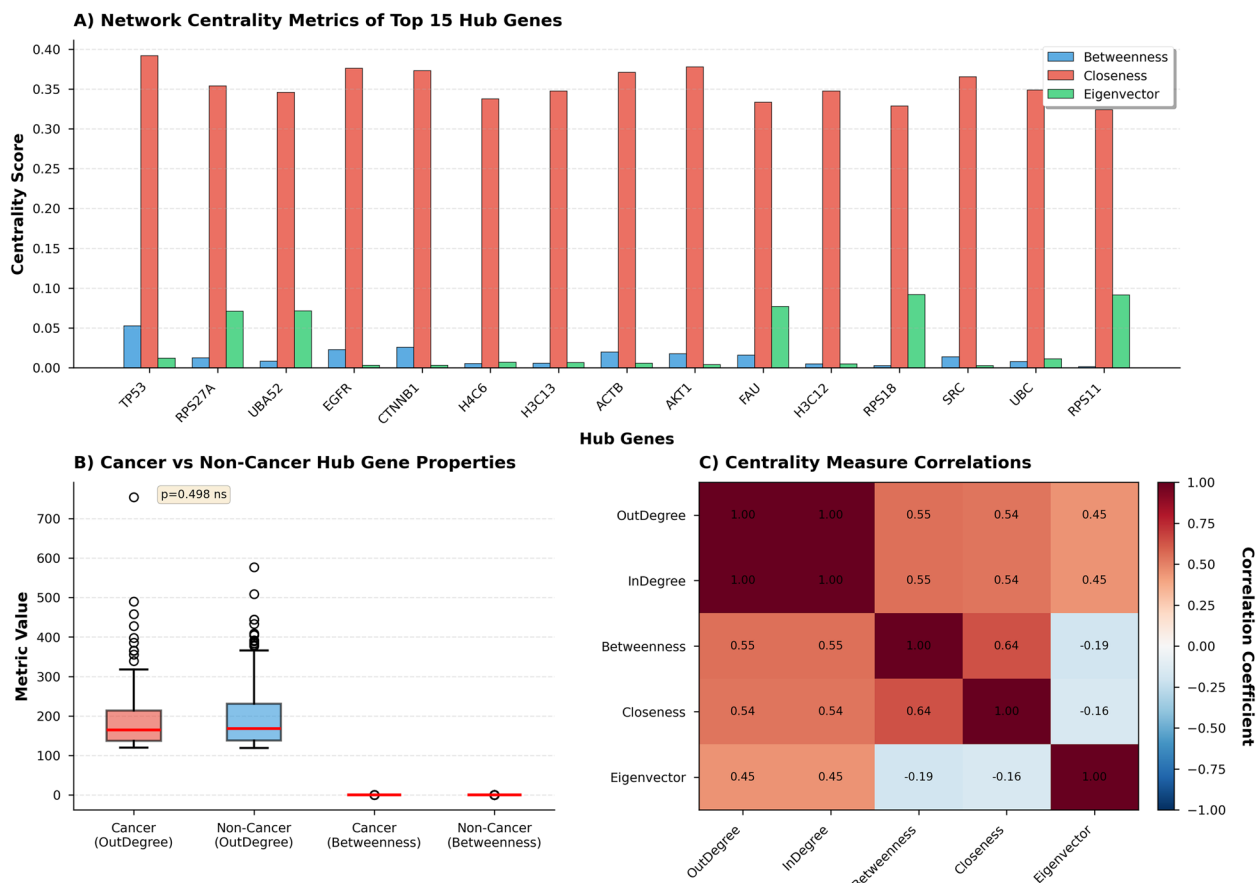 A) Network Centrality Metrics of Top 15 Hub Genes
Centrality Score
0.40
0.35
0.30
0.25
0.20
0.15
0.10
0.05
0.00
Betweenness
Closeness
Eigenvector
TP53
RPS27A
UBA52
EGFR
CTNNB1
H4C6
H3C13
ACTB
AKT1
FAU
H3C12
RPS18
SRC
UBC
RPS11
Hub Genes
B) Cancer vs Non-Cancer Hub Gene Properties
Metric Value
700
600
500
400
300
200
100
0
p=0.498 ns
Cancer
(OutDegree)
Non-Cancer
(OutDegree)
Cancer
(Betweenness)
Non-Cancer
(Betweenness)
C) Centrality Measure Correlations
OutDegree 1.00 1.00 0.55 0.54 0.45
InDegree 1.00 1.00 0.55 0.54 0.45
Betweenness 0.55 0.55 1.00 0.64 -0.19
Closeness 0.54 0.54 0.64 1.00 -0.16
Eigenvector 0.45 0.45 -0.19 -0.16 1.00
OutDegree
InDegree
Betweenness
Closeness
Eigenvector
1.00
0.75
0.50
0.25
0.00
-0.25
-0.50
-0.75
-1.00
Correlation Coefficient